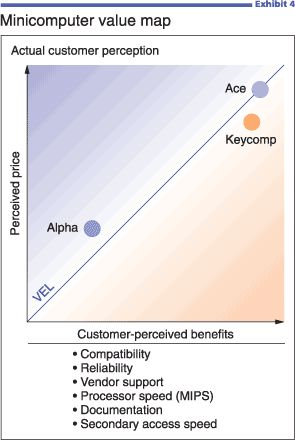 Exhibit 4
Minicomputer value map
Actual customer perception
Ace
Keycomp
Alpha
VEL
Perceived price
Customer-perceived benefits
• Compatibility
• Reliability
• Vendor support
• Processor speed (MIPS)
• Documentation
• Secondary access speed